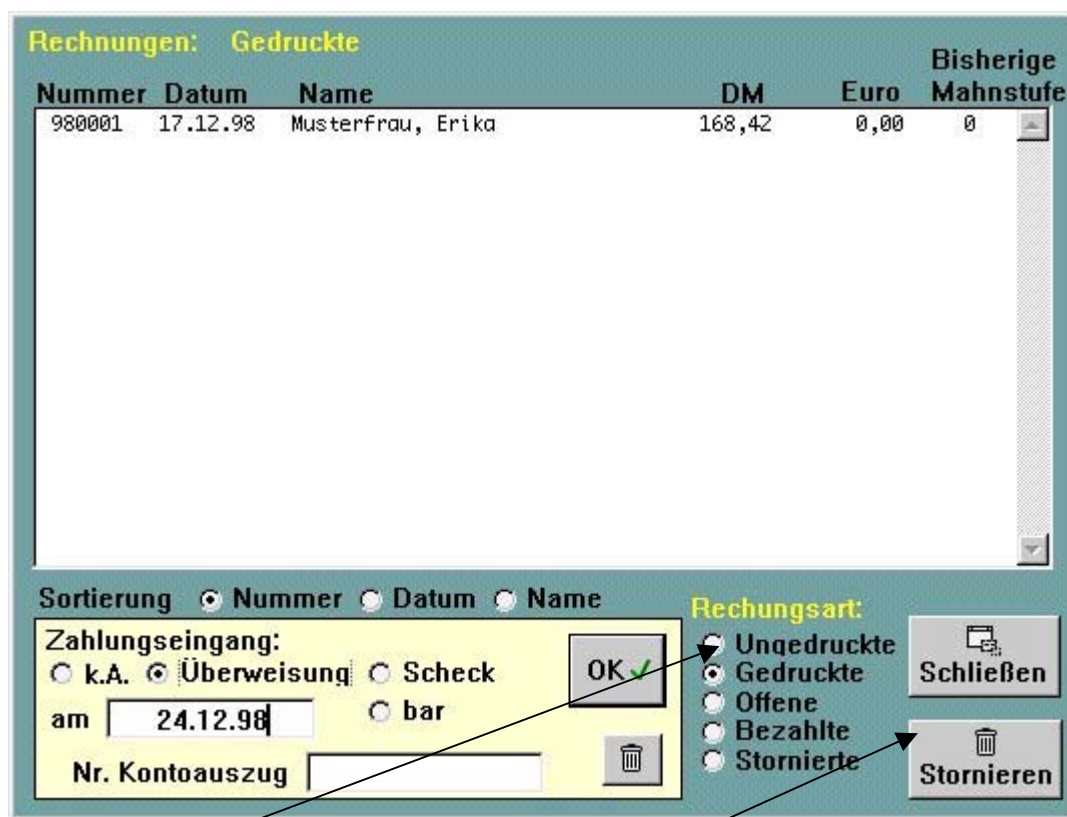 Rechnungen: Gedruckte
Bisherige
Nummer Datum Name DM Euro Mahnstufe
980001 17.12.98 Musterfrau, Erika 168,42 0,00 0
Sortierung Nummer Datum Name
Zahlungseingang:
k.A. Überweisung Scheck
am 24.12.98 bar
Nr. Kontoauszug
OK
Rechungsart:
Ungedruckte
Gedruckte
Offene
Bezahlte
Stornierte
Schließen
Stornieren